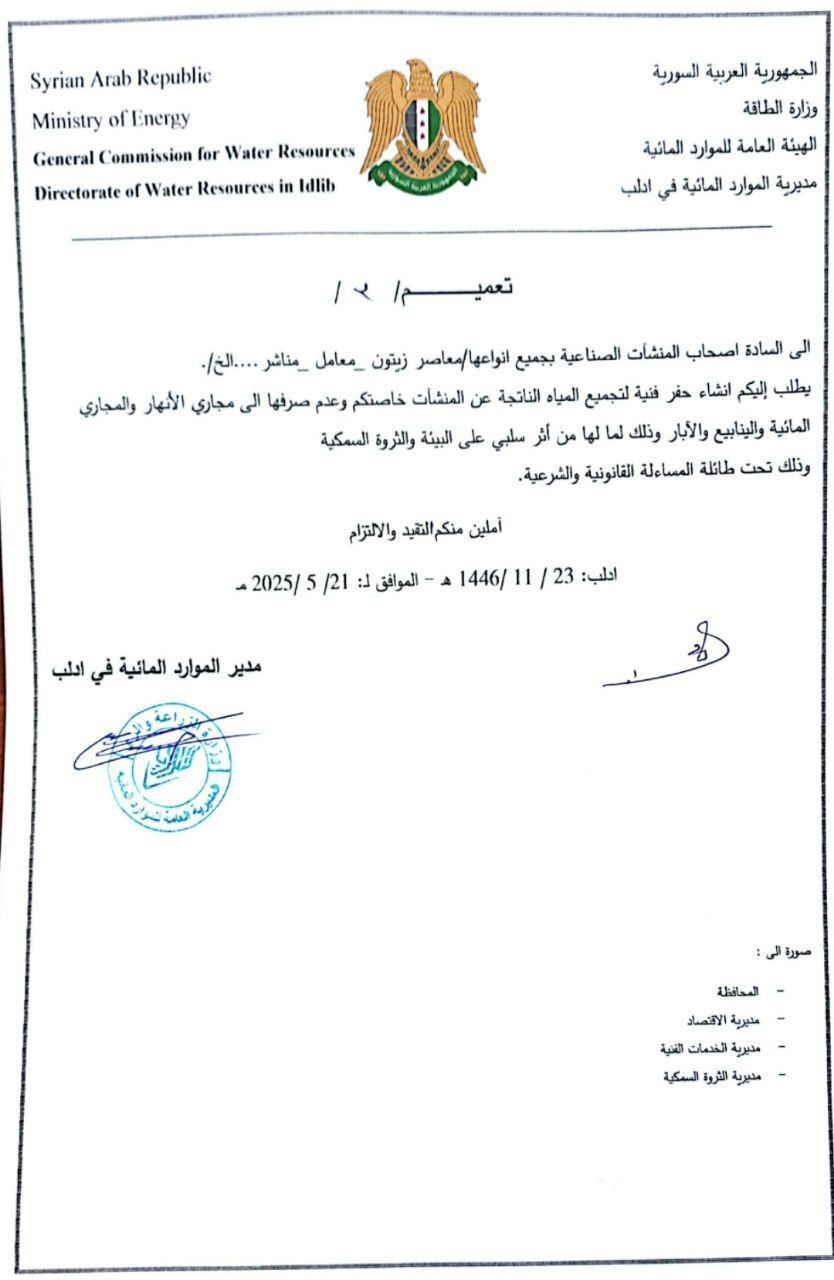 Syrian Arab Republic
Ministry of Energy
General Commission for Water Resources
Directorate of Water Resources in Idlib
الجمهورية العربية السورية
وزارة الطاقة
الهيئة العامة للموارد المائية
مديرية الموارد المائية في ادلب
الجمهورية العربية السورية
تعميـــــــم/ ٢ /
الى السادة اصحاب المنشآت الصناعية بجميع انواعها/معاصر زيتون _معامل _مناشر ....الخ/.
يطلب إليكم انشاء حفر فنية لتجميع المياه الناتجة عن المنشآت خاصتكم وعدم صرفها الى مجاري الأنهار والمجاري
المائية والينابيع والأبار وذلك لما لها من أثر سلبي على البيئة والثروة السمكية
وذلك تحت طائلة المساءلة القانونية والشرعية.
آملين منكم التقيد والالتزام
ادلب: 23 / 11 /1446 هـ – الموافق لـ: 21/ 5 /2025 مـ
مدير الموارد المائية في ادلب
وزارة الزراعة
المديرية العامة للموارد المائية
صورة الى :
- المحافظة
- مديرية الاقتصاد
- مديرية الخدمات الفنية
- مديرية الثروة السمكية